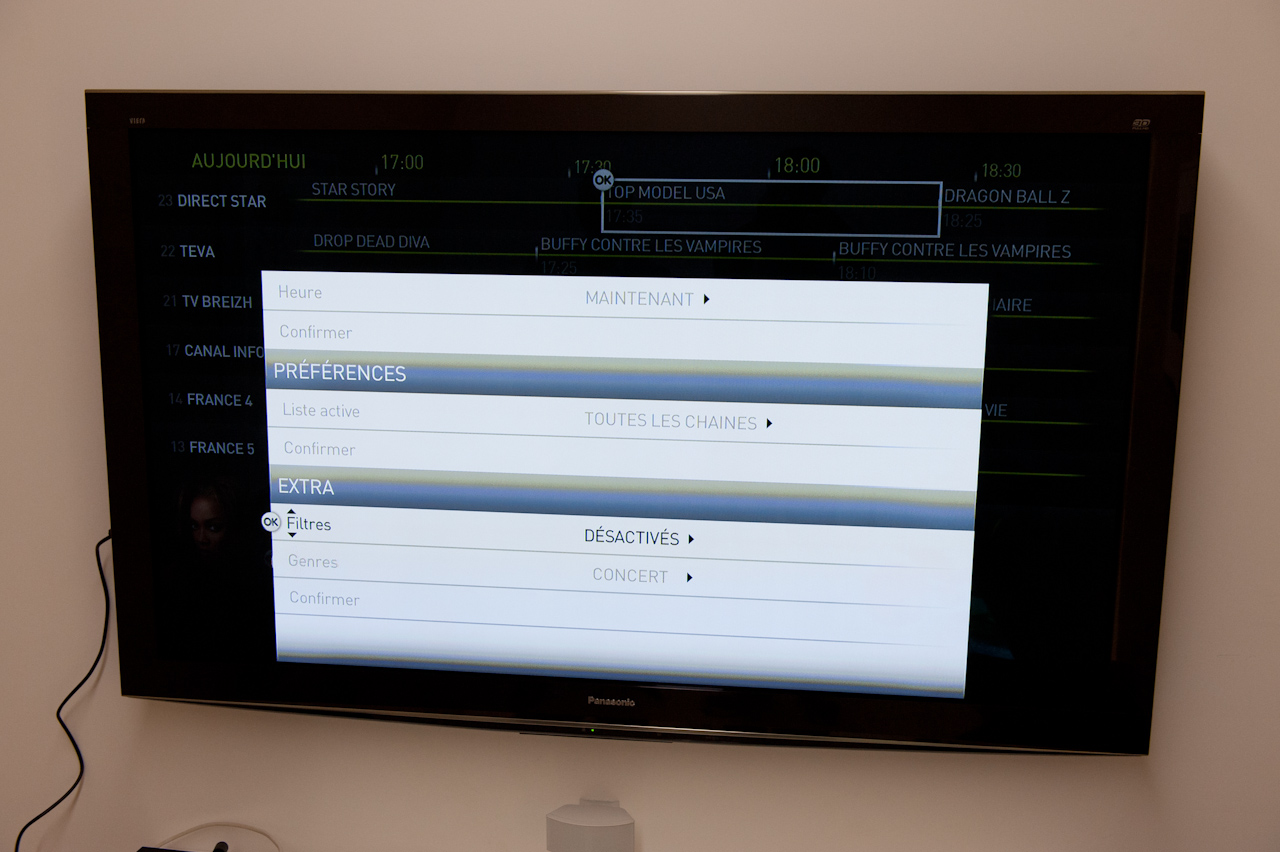 VIERA
AUJOURD'HUI 17:00 17:30 18:00 18:30
OK
23 DIRECT STAR STAR STORY TOP MODEL USA DRAGON BALL Z
17:35 18:25
22 TEVA DROP DEAD DIVA BUFFY CONTRE LES VAMPIRES BUFFY CONTRE LES VAMPIRES
17:25 18:10
21 TV BREIZH
Heure MAINTENANT
17 CANAL INFO
Confirmer
PRÉFÉRENCES
14 FRANCE 4
Liste active TOUTES LES CHAINES VIE
13 FRANCE 5
Confirmer
EXTRA
OK Filtres DÉSACTIVÉS
Genres CONCERT
Confirmer
Panasonic